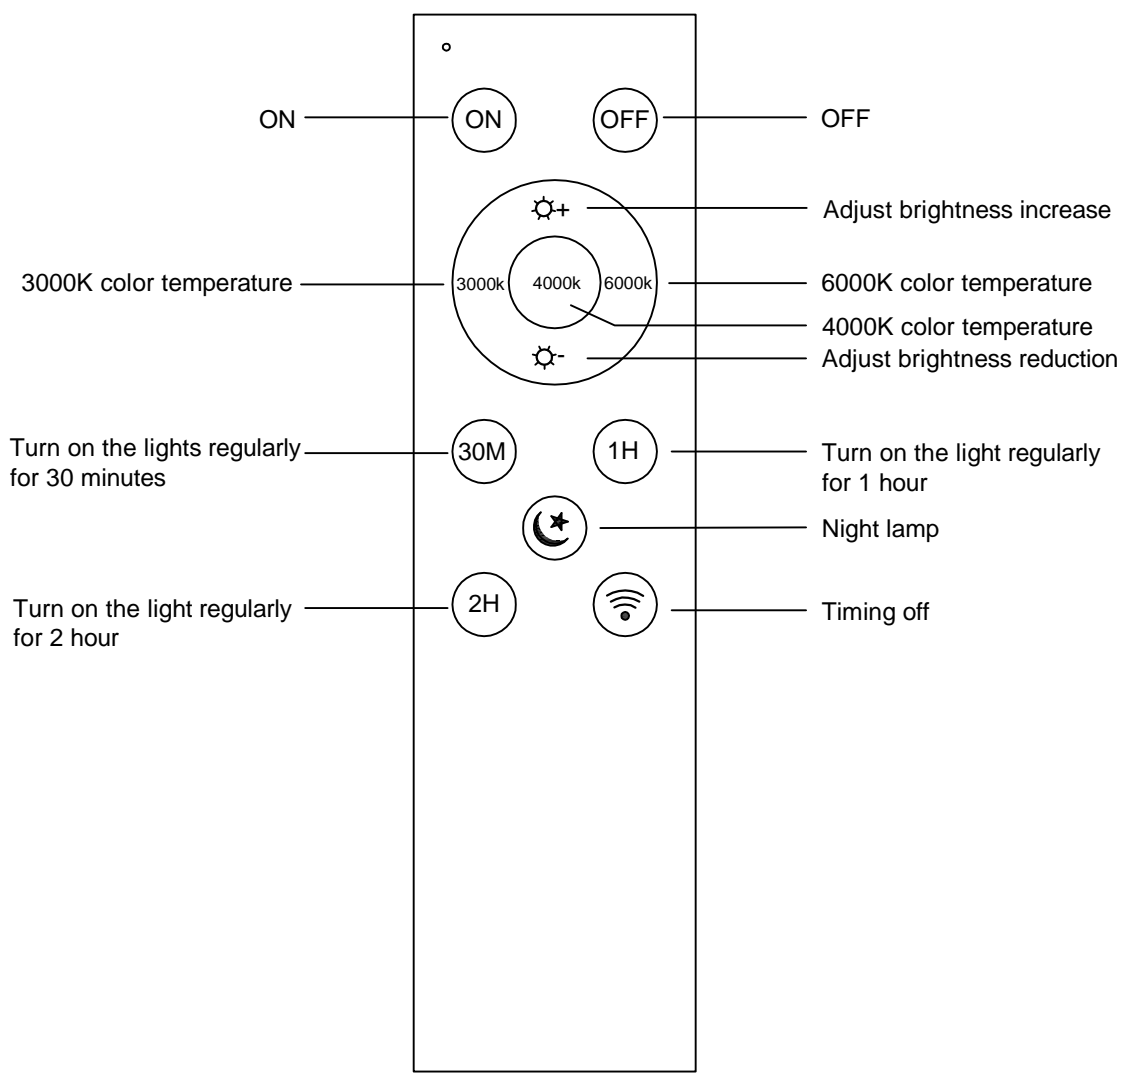 ON
ON
OFF
OFF
+
Adjust brightness increase
3000K color temperature
3000k
4000k
6000k
6000K color temperature
4000K color temperature
-
Adjust brightness reduction
Turn on the lights regularly
for 30 minutes
30M
1H
Turn on the light regularly
for 1 hour
Night lamp
Turn on the light regularly
for 2 hour
2H
Timing off